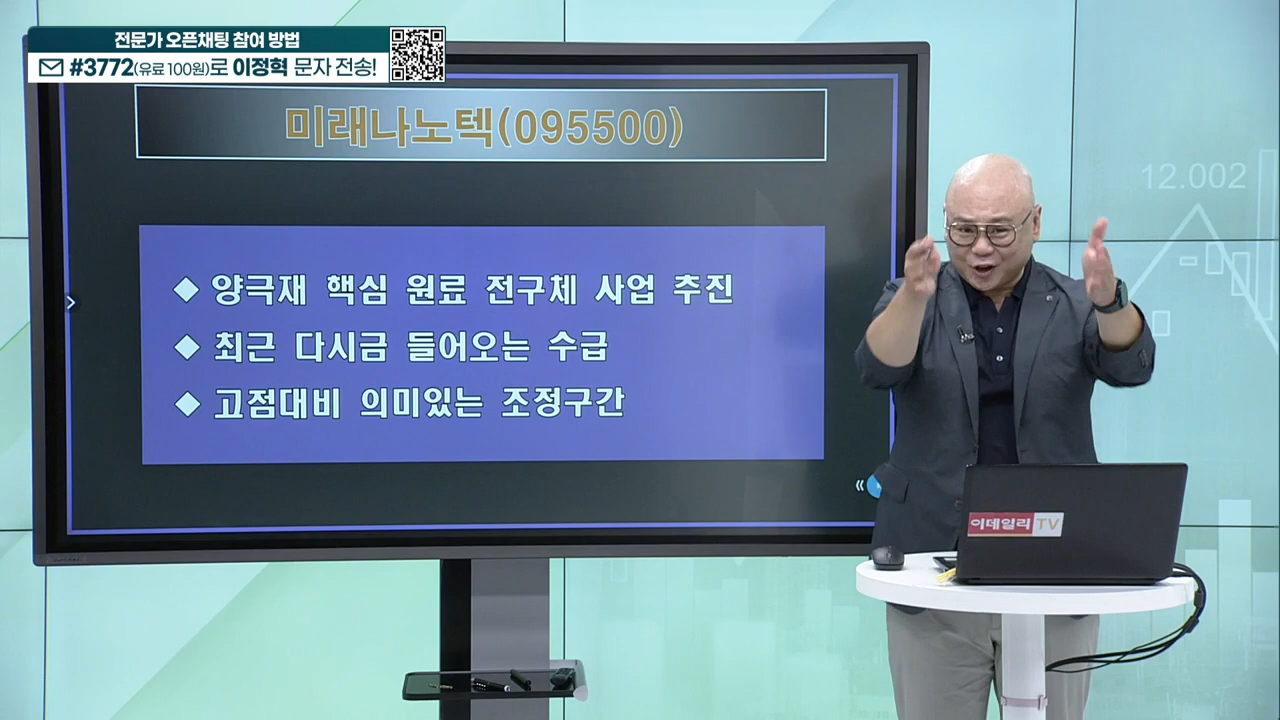 전문가 오픈채팅 참여 방법
#3772(유료 100원)로 이정혁 문자 전송!
미래나노텍(095500)
◆ 양극재 핵심 원료 전구체 사업 추진
◆ 최근 다시금 들어오는 수급
◆ 고점대비 의미있는 조정구간
12.002
이데일리 TV